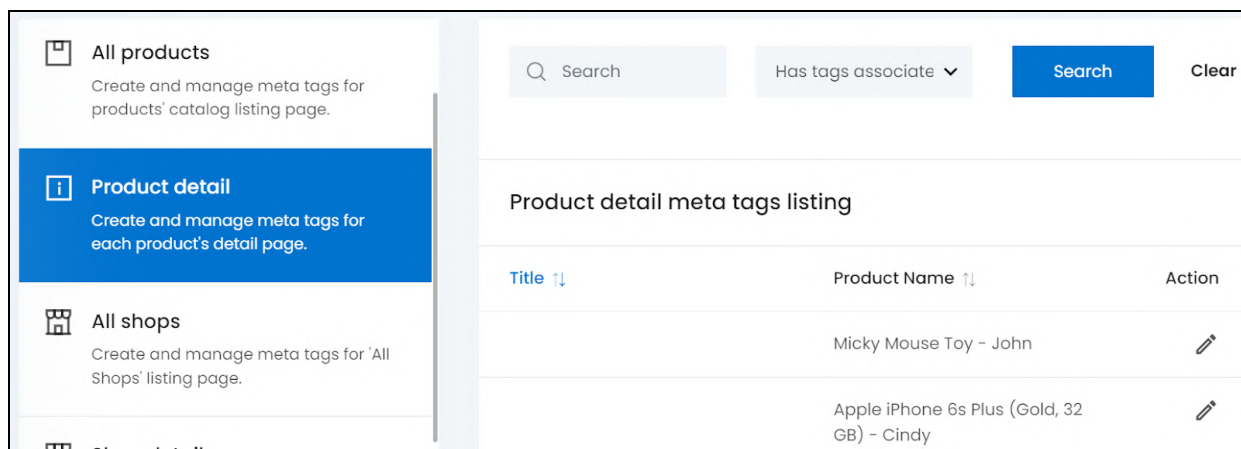 All products
Create and manage meta tags for
products' catalog listing page.
Product detail
Create and manage meta tags for
each product's detail page.
All shops
Create and manage meta tags for 'All
Shops' listing page.
Search
Has tags associate
Search
Clear
Product detail meta tags listing
Title
Product Name
Action
Micky Mouse Toy - John
Apple iPhone 6s Plus (Gold, 32
GB) - Cindy